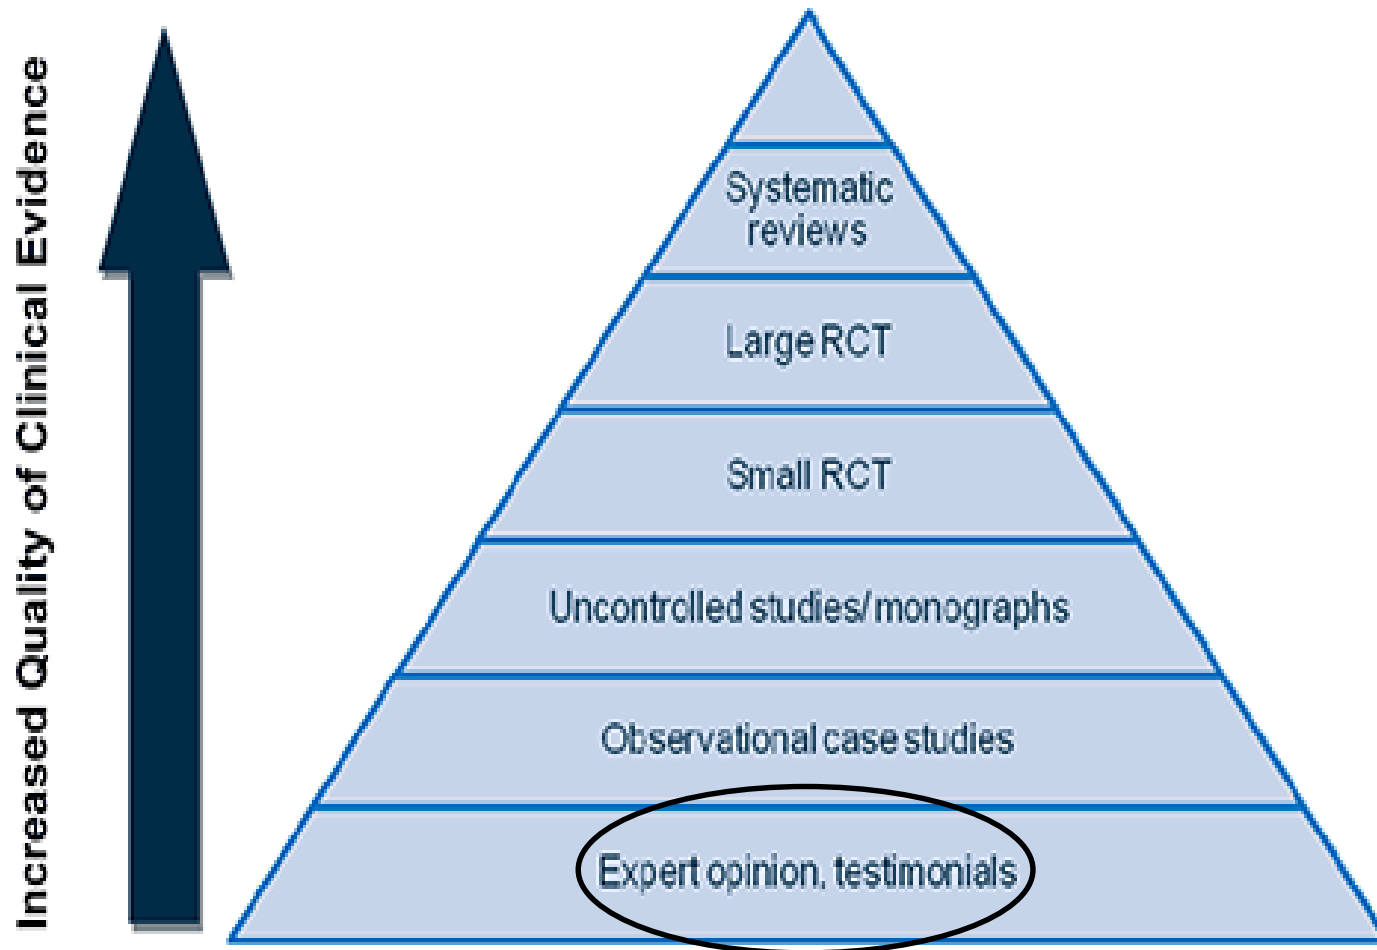 Increased Quality of Clinical Evidence
Systematic
reviews
Large RCT
Small RCT
Uncontrolled studies/monographs
Observational case studies
Expert opinion, testimonials